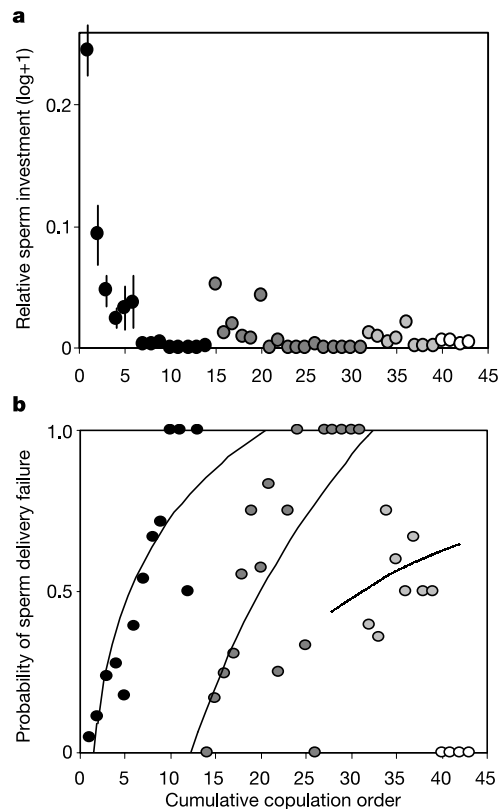 a
Relative sperm investment (log+1)
0.2
0.1
0
0 5 10 15 20 25 30 35 40 45
b
Probability of sperm delivery failure
1.0
0.5
0
0 5 10 15 20 25 30 35 40 45
Cumulative copulation order